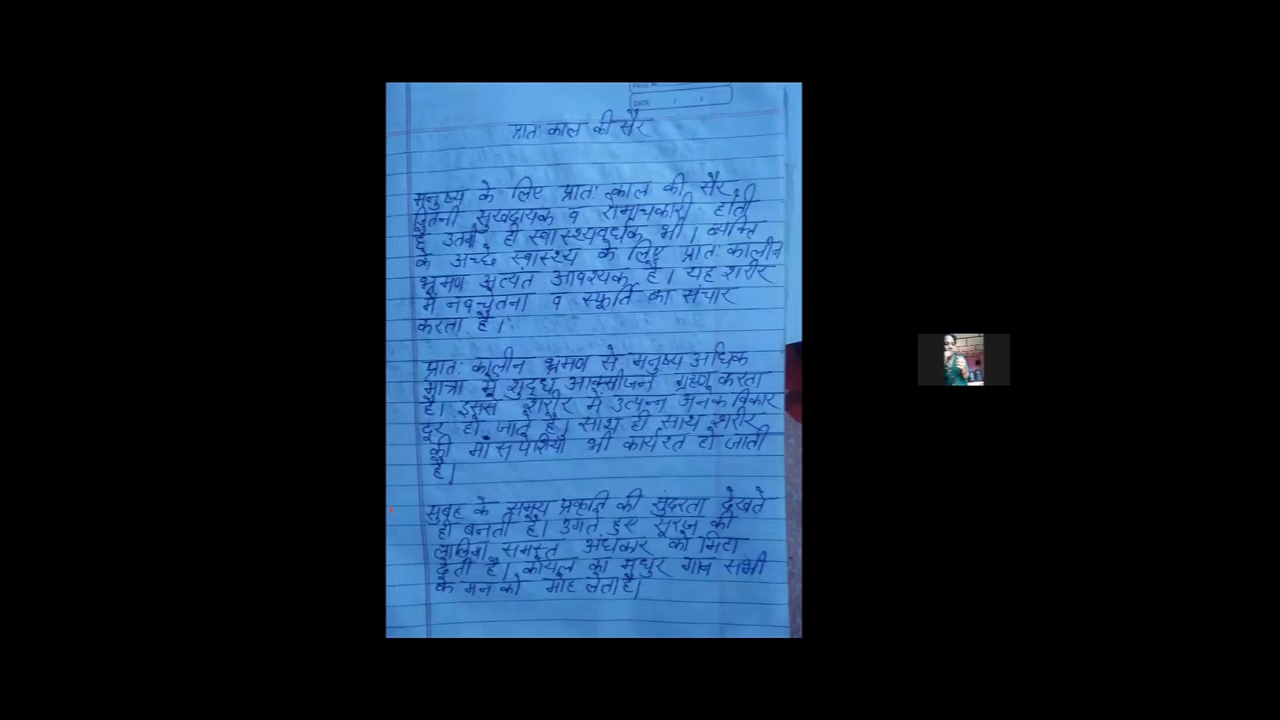 DATE
प्रातः काल की सैर
मनुष्य के लिए प्रातः काल की सैर
जितनी सुखदायक व रोमाचकारी होती
है उतनी ही स्वास्थ्यवर्धक भी। व्यक्ति
के अच्छे स्वास्थ्य के लिए प्रातः कालीन
भ्रमण अत्यंत आवश्यक है। यह शरीर
में नवचेतना व स्फूर्ति का संचार
करता है।
प्रातः कालीन भ्रमण से मनुष्य अधिक
मात्रा में शुद्ध आक्सीजन ग्रहण करता
है। इससे शरीर में उत्पन्न अनेक विकार
दूर हो जाते है। साथ ही साथ शरीर
की माँसपेशियाँ भी कार्यरत हो जाती
है।
सुबह के समय प्रकृति की सुंदरता देखते
ही बनती है। उगते हुए सूरज की
लालिमा समस्त अंधकार को मिटा
देती है। कोयल का मधुर गान सभी
के मन को मोह लेता है।